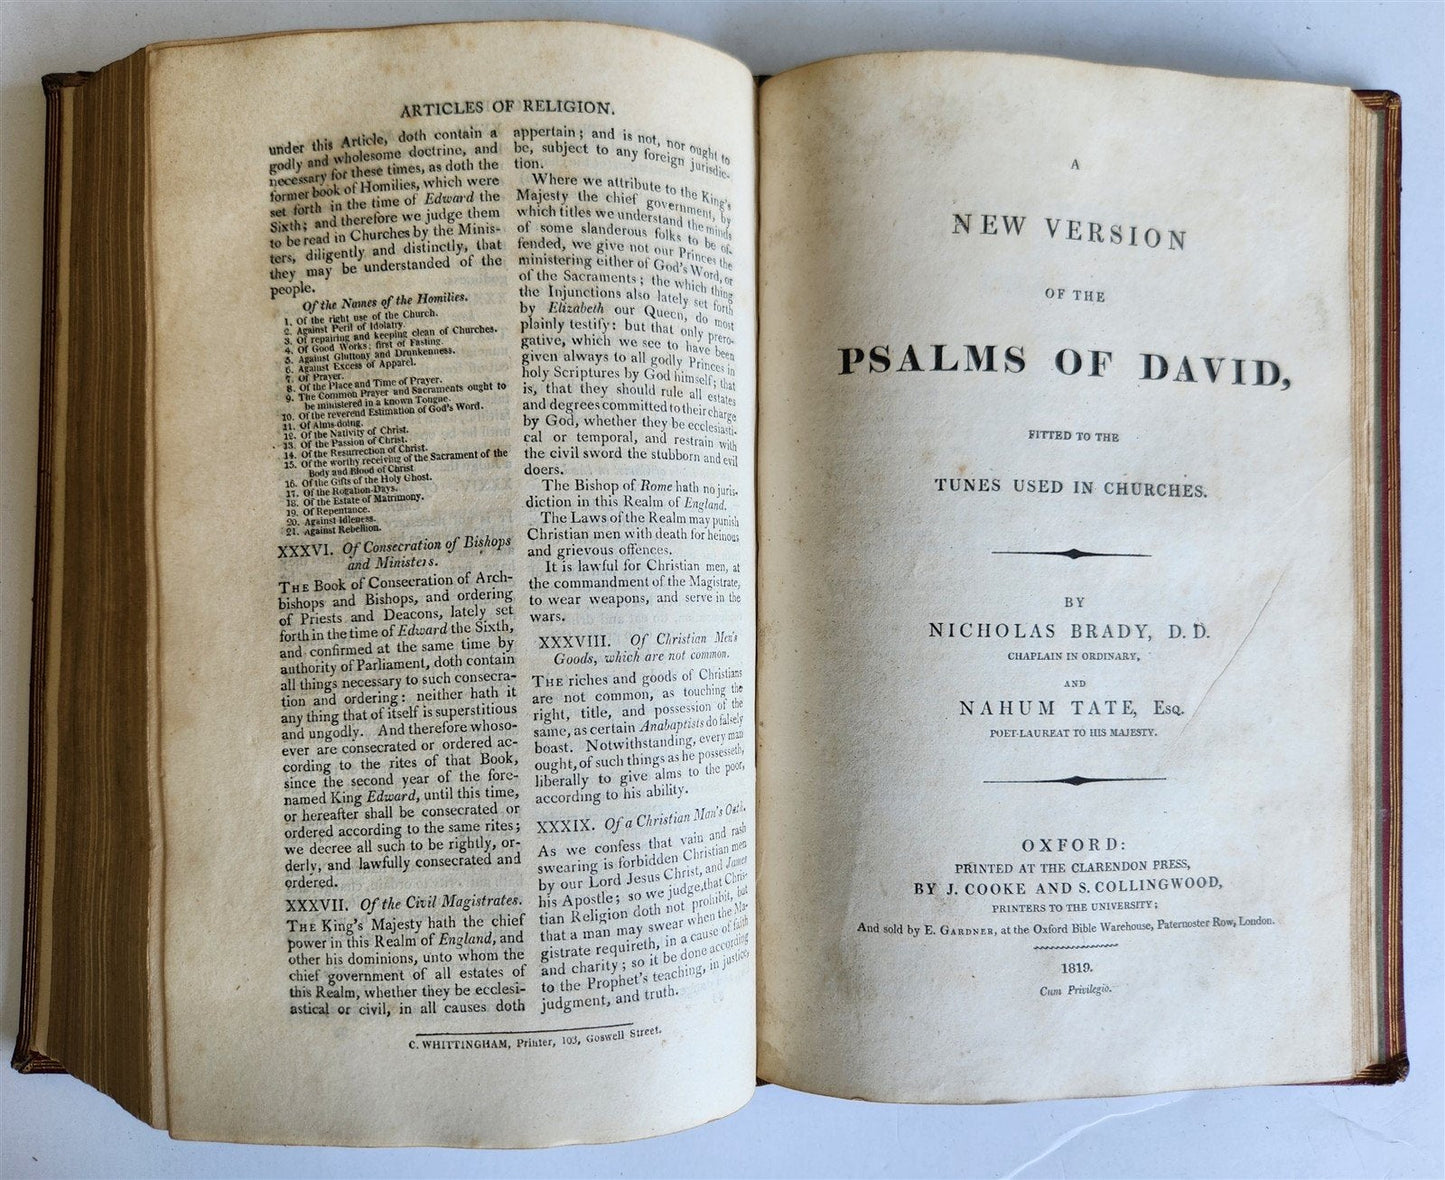 ARTICLES OF RELIGION.
under this Article, doth contain a
godly and wholesome doctrine, and
necessary for these times, as doth the
former book of Homilies, which were
set forth in the time of Edward the
Sixth; and therefore we judge them
to be read in Churches by the Minis-
ters, diligently and distinctly, that
they may be understood of the
people.
Of the Names of the Homilies.
1. Of the right use of the Church.
2. Against Peril of Idolatry.
3. Of repairing and keeping clean of Churches.
4. Of Good Works: first of Fasting.
5. Against Gluttony and Drunkenness.
6. Against Excess of Apparel.
7. Of Prayer.
8. Of the Place and Time of Prayer.
9. The Common Prayer and Sacraments ought to
be ministered in a known Tongue.
10. Of the reverend Estimation of God's Word.
11. Of Alms-doing.
12. Of the Nativity of Christ.
13. Of the Passion of Christ.
14. Of the Resurrection of Christ.
15. Of the worthy receiving of the Sacrament of the
Body and Blood of Christ
16. Of the Gifts of the Holy Ghost.
17. Of the Rogation-Days.
18. Of the Estate of Matrimony.
19. Of Repentance.
20. Against Idleness.
21. Against Rebellion.
XXXVI. Of Consecration of Bishops
and Ministers.
THE Book of Consecration of Arch-
bishops and Bishops, and ordering
of Priests and Deacons, lately set
forth in the time of Edward the Sixth,
and confirmed at the same time by
authority of Parliament, doth contain
all things necessary to such consecra-
tion and ordering: neither hath it
any thing that of itself is superstitious
and ungodly. And therefore whoso-
ever are consecrated or ordered ac-
cording to the rites of that Book,
since the second year of the fore-
named King Edward, until this time,
or hereafter shall be consecrated or
ordered according to the same rites;
we decree all such to be rightly, or-
derly, and lawfully consecrated and
ordered.
XXXVII. Of the Civil Magistrates.
THE King's Majesty hath the chief
power in this Realm of England, and
other his dominions, unto whom the
chief government of all estates of
this Realm, whether they be ecclesi-
astical or civil, in all causes doth
appertain; and is not, nor ought to
be, subject to any foreign jurisdic-
tion.
Where we attribute to the King's
Majesty the chief government, by
which titles we understand the minds
of some slanderous folks to be of-
fended, we give not our Princes the
ministering either of God's Word, or
of the Sacraments; the which thing
the Injunctions also lately set forth
by Elizabeth our Queen, do most
plainly testify: but that only prero-
gative, which we see to have been
given always to all godly Princes in
holy Scriptures by God himself; that
is, that they should rule all estates
and degrees committed to their charge
by God, whether they be ecclesiasti-
cal or temporal, and restrain with
the civil sword the stubborn and evil
doers.
The Bishop of Rome hath no juris-
diction in this Realm of England.
The Laws of the Realm may punish
Christian men with death for heinous
and grievous offences.
It is lawful for Christian men, at
the commandment of the Magistrate,
to wear weapons, and serve in the
wars.
XXXVIII. Of Christian Men's
Goods, which are not common.
THE riches and goods of Christians
are not common, as touching the
right, title, and possession of the
same, as certain Anabaptists do falsely
boast. Notwithstanding, every man
ought, of such things as he possesseth,
liberally to give alms to the poor,
according to his ability.
XXXIX. Of a Christian Man's Oath.
As we confess that vain and rash
swearing is forbidden Christian men
by our Lord Jesus Christ, and James
his Apostle; so we judge, that Chris-
tian Religion doth not prohibit, but
that a man may swear when the Ma-
gistrate requireth, in a cause of faith
and charity; so it be done according
to the Prophet's teaching, in justice,
judgment, and truth.
C. WHITTINGHAM, Printer, 103, Goswell Street.
A
NEW VERSION
OF THE
PSALMS OF DAVID,
FITTED TO THE
TUNES USED IN CHURCHES.
BY
NICHOLAS BRADY, D. D.
CHAPLAIN IN ORDINARY,
AND
NAHUM TATE, Esq.
POET-LAUREAT TO HIS MAJESTY.
OXFORD:
PRINTED AT THE CLARENDON PRESS,
BY J. COOKE AND S. COLLINGWOOD,
PRINTERS TO THE UNIVERSITY;
And sold by E. GARDNER, at the Oxford Bible Warehouse, Paternoster Row, London.
1819.
Cum Privilegio.